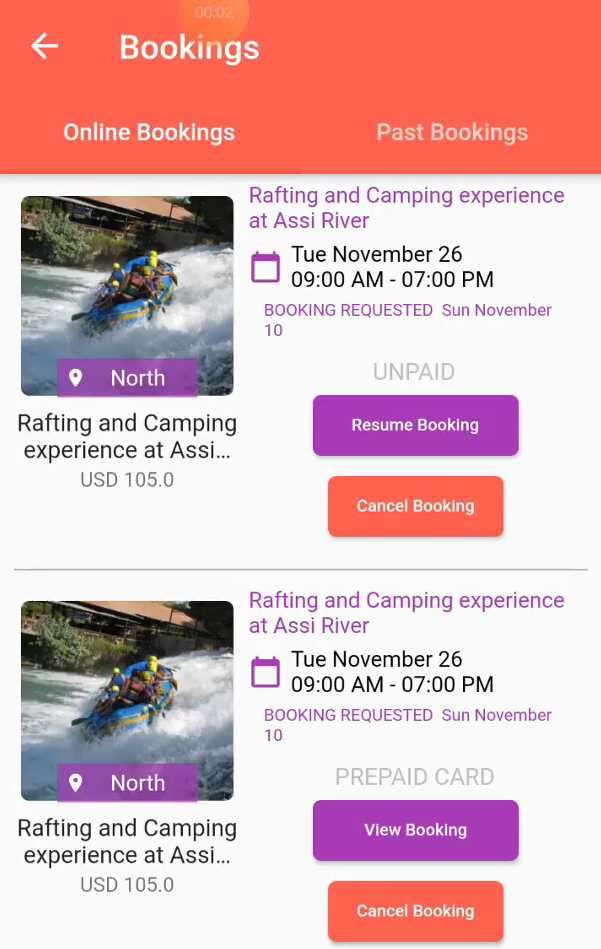 00:02
Bookings
Online Bookings
Past Bookings
Rafting and Camping experience
at Assi River
Tue November 26
09:00 AM - 07:00 PM
BOOKING REQUESTED Sun November
10
North
UNPAID
Resume Booking
Rafting and Camping
experience at Assi...
USD 105.0
Cancel Booking
Rafting and Camping experience
at Assi River
Tue November 26
09:00 AM - 07:00 PM
BOOKING REQUESTED Sun November
10
North
PREPAID CARD
View Booking
Rafting and Camping
experience at Assi...
USD 105.0
Cancel Booking